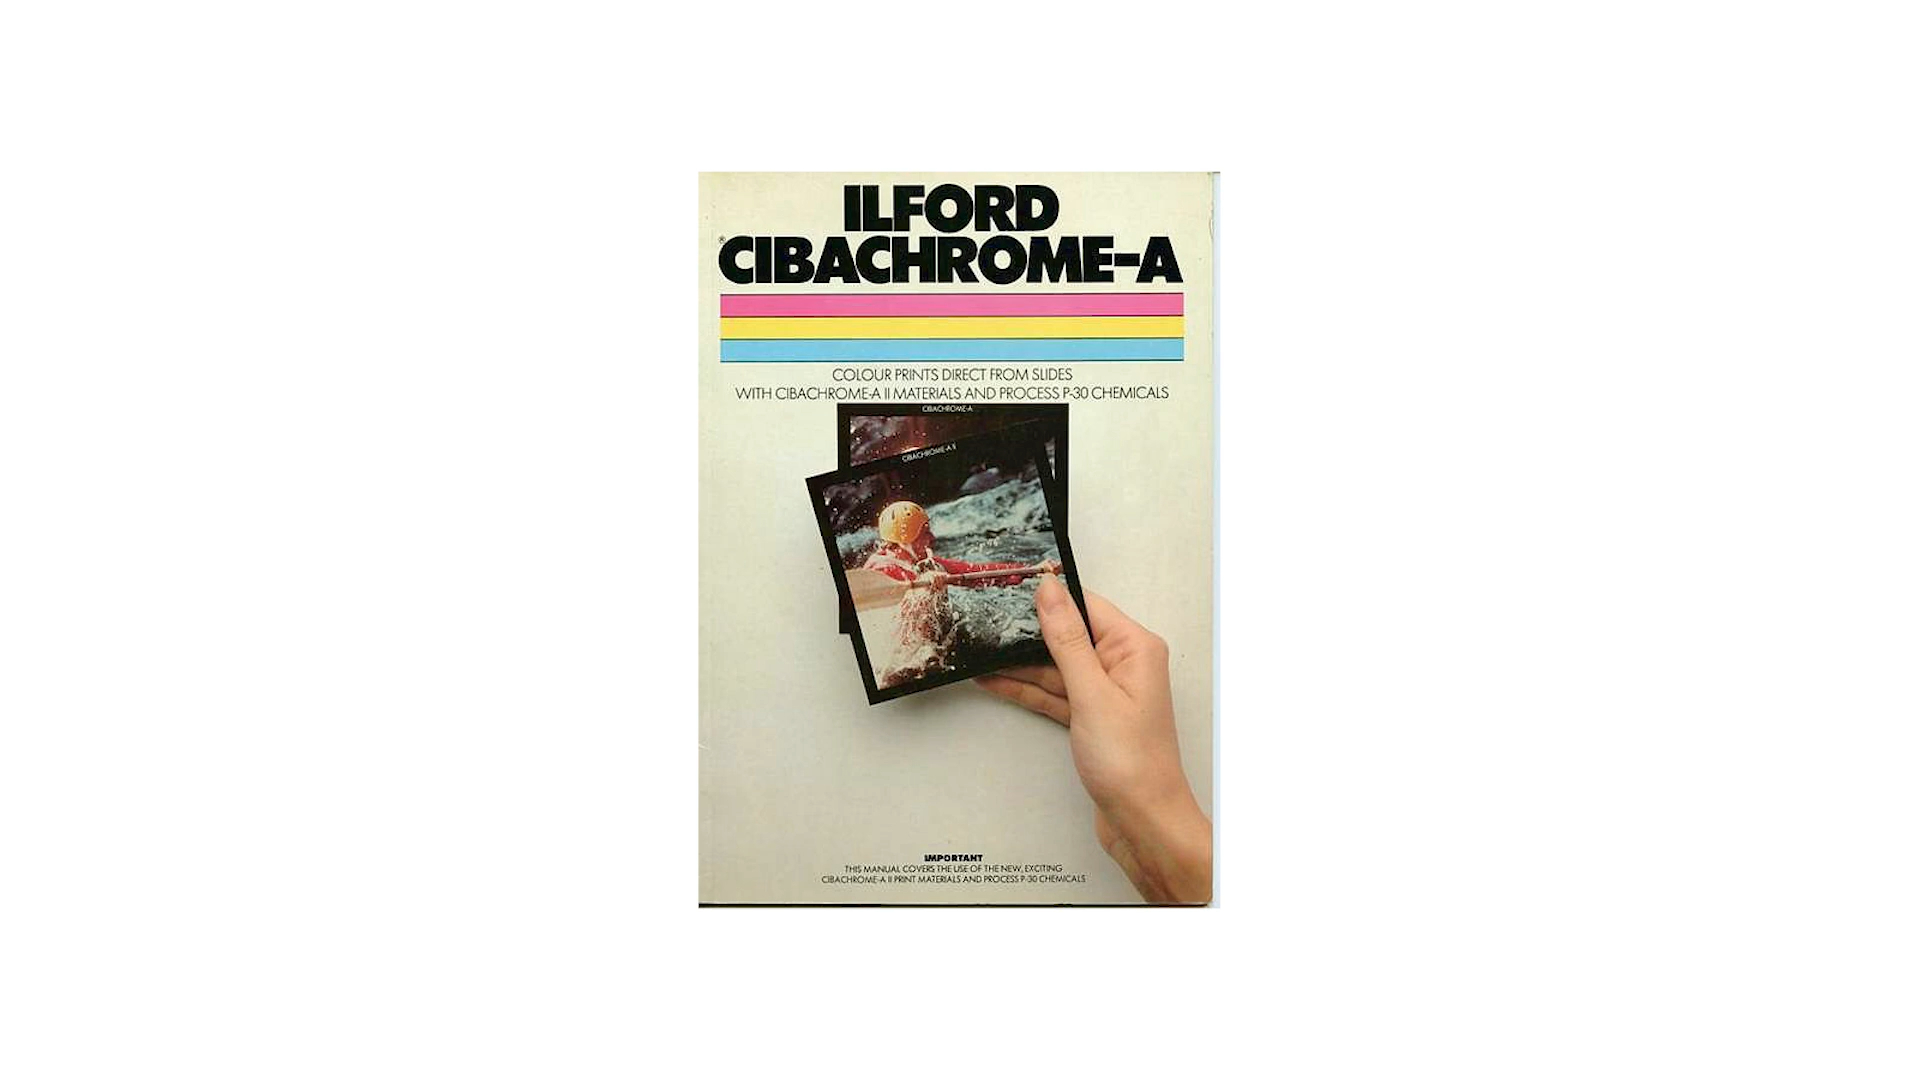 ILFORD
®CIBACHROME-A
COLOUR PRINTS DIRECT FROM SLIDES
WITH CIBACHROME-A II MATERIALS AND PROCESS P-30 CHEMICALS
CIBACHROME-A
CIBACHROME-A II
IMPORTANT
THIS MANUAL COVERS THE USE OF THE NEW, EXCITING
CIBACHROME-A II PRINT MATERIALS AND PROCESS P-30 CHEMICALS